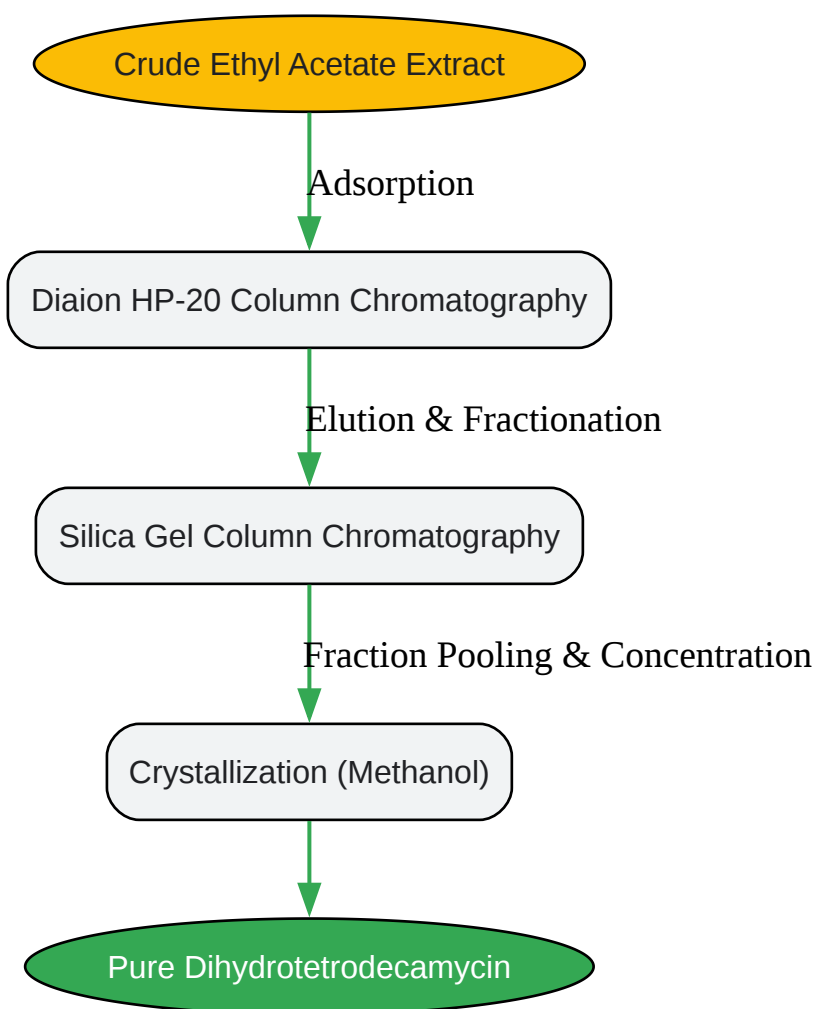 Crude Ethyl Acetate Extract
Adsorption
Diaion HP-20 Column Chromatography
Elution & Fractionation
Silica Gel Column Chromatography
Fraction Pooling & Concentration
Crystallization (Methanol)
Pure Dihydrotetrodecamycin